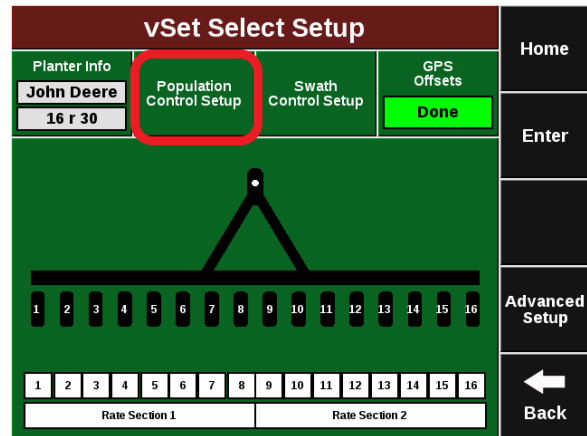 vSet Select Setup
Home
Planter Info
John Deere
16 r 30
Population
Control Setup
Swath
Control Setup
GPS
Offsets
Done
Enter
1 2 3 4 5 6 7 8 9 10 11 12 13 14 15 16
Advanced
Setup
1 2 3 4 5 6 7 8 9 10 11 12 13 14 15 16
Rate Section 1 Rate Section 2
Back